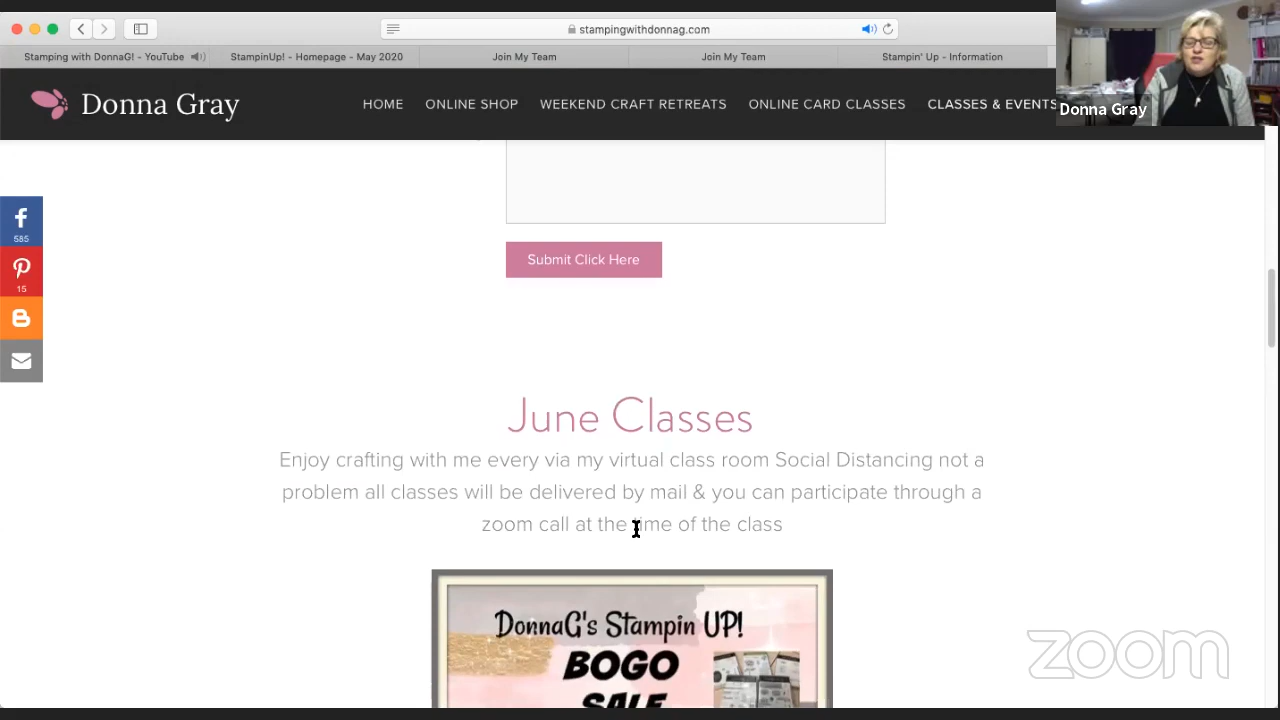 stampingwithdonnag.com
Stamping with DonnaG! - YouTube
StampinUp! - Homepage - May 2020
Join My Team
Join My Team
Stampin' Up - Information
Donna Gray
HOME
ONLINE SHOP
WEEKEND CRAFT RETREATS
ONLINE CARD CLASSES
CLASSES & EVENTS
Donna Gray
585
15
Submit Click Here
June Classes
Enjoy crafting with me every via my virtual class room Social Distancing not a
problem all classes will be delivered by mail & you can participate through a
zoom call at the time of the class
DonnaG's Stampin UP!
BOGO
SALE
zoom